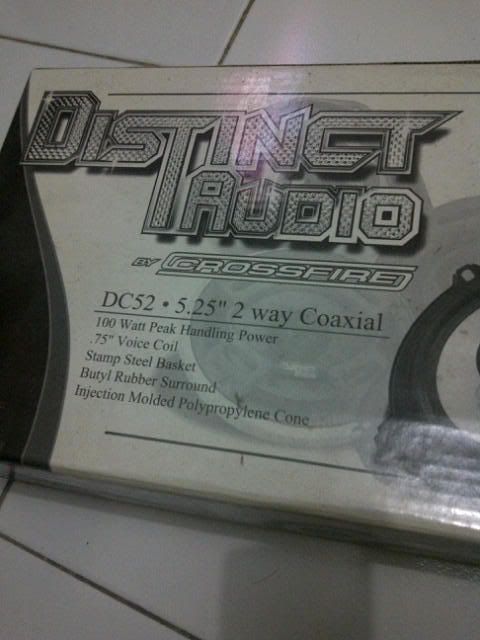 DISTINCT
AUDIO
BY CROSSFIRE
DC52 • 5.25" 2 way Coaxial
100 Watt Peak Handling Power
.75" Voice Coil
Stamp Steel Basket
Butyl Rubber Surround
Injection Molded Polypropylene Cone